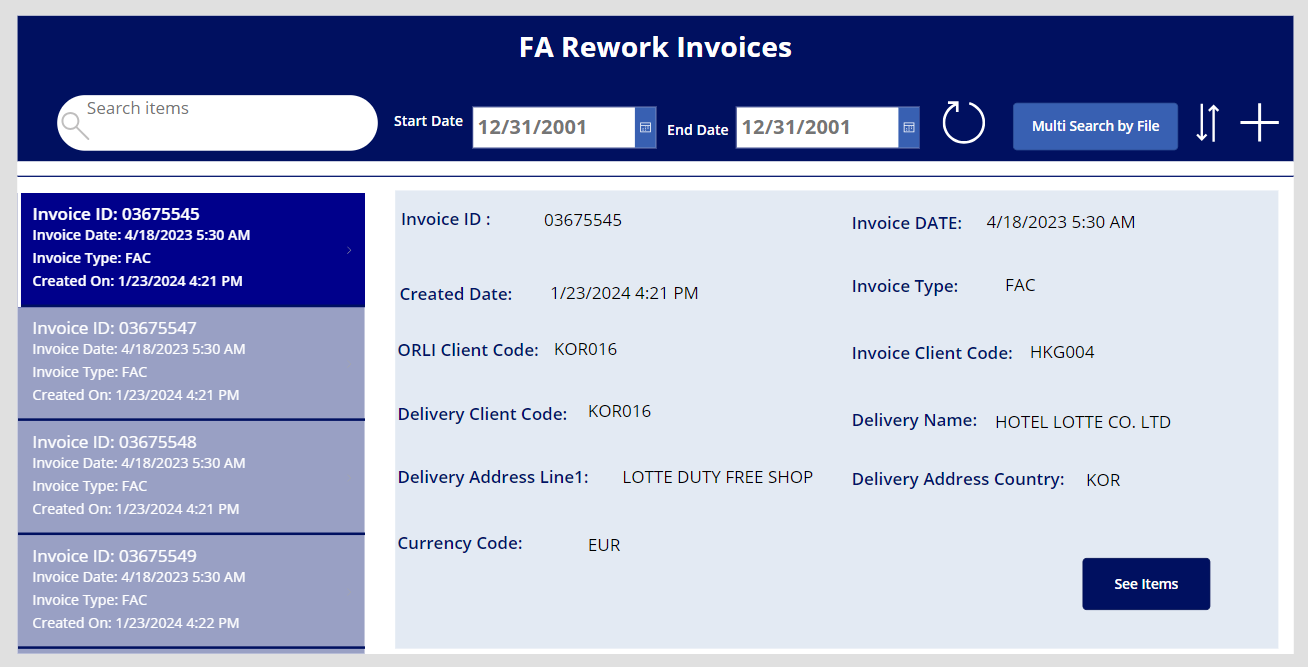 FA Rework Invoices
Search items
Start Date 12/31/2001 End Date 12/31/2001 Multi Search by File
Invoice ID: 03675545
Invoice Date: 4/18/2023 5:30 AM
Invoice Type: FAC
Created On: 1/23/2024 4:21 PM
Invoice ID: 03675547
Invoice Date: 4/18/2023 5:30 AM
Invoice Type: FAC
Created On: 1/23/2024 4:21 PM
Invoice ID: 03675548
Invoice Date: 4/18/2023 5:30 AM
Invoice Type: FAC
Created On: 1/23/2024 4:21 PM
Invoice ID: 03675549
Invoice Date: 4/18/2023 5:30 AM
Invoice Type: FAC
Created On: 1/23/2024 4:22 PM
Invoice ID : 03675545 Invoice DATE: 4/18/2023 5:30 AM
Created Date: 1/23/2024 4:21 PM Invoice Type: FAC
ORLI Client Code: KOR016 Invoice Client Code: HKG004
Delivery Client Code: KOR016 Delivery Name: HOTEL LOTTE CO. LTD
Delivery Address Line1: LOTTE DUTY FREE SHOP Delivery Address Country: KOR
Currency Code: EUR
See Items